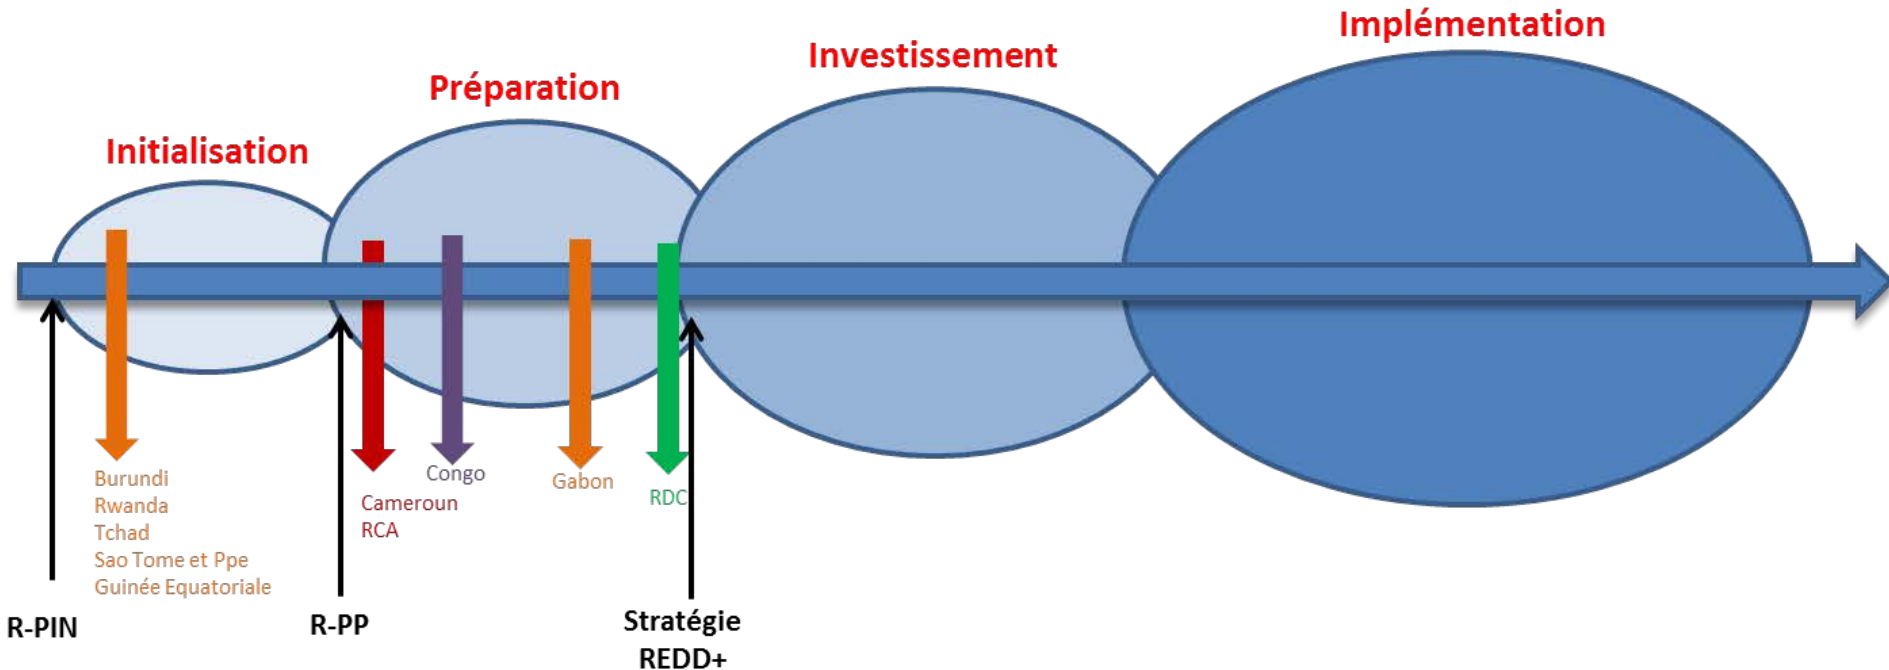 Initialisation
Préparation
Investissement
Implémentation
Burundi
Rwanda
Tchad
Sao Tome et Ppe
Guinée Equatoriale
Cameroun
RCA
Congo
Gabon
RDC
R-PIN
R-PP
Stratégie
REDD+